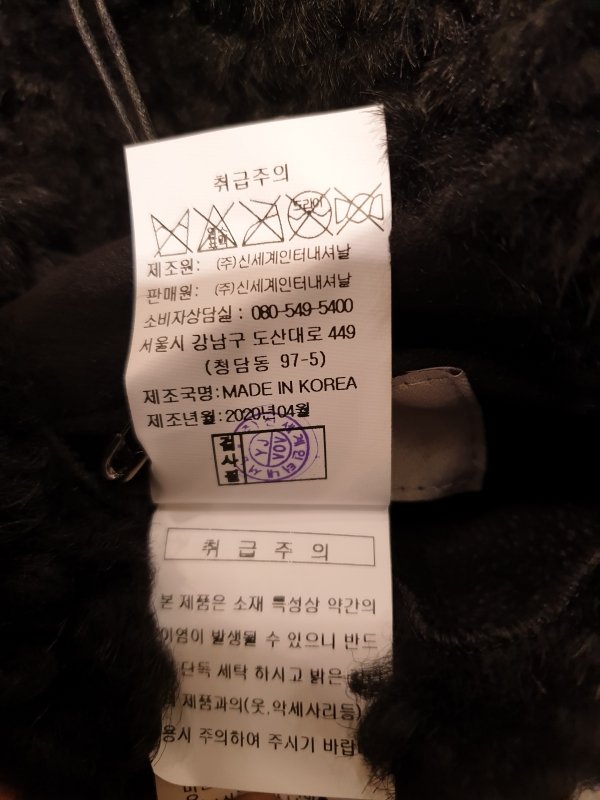 취급주의
드라이
제조원: (주)신세계인터내셔날
판매원: (주)신세계인터내셔날
소비자상담실 : 080-549-5400
서울시 강남구 도산대로 449
(청담동 97-5)
제조국명:MADE IN KOREA
제조년월:2020년04월
검사필
VOV
취 급 주 의
본 제품은 소재 특성상 약간의
이염이 발생될 수 있으니 반드
단독 세탁 하시고 밝은
제품과의(옷,악세사리등)
용시 주의하여 주시기 바랍